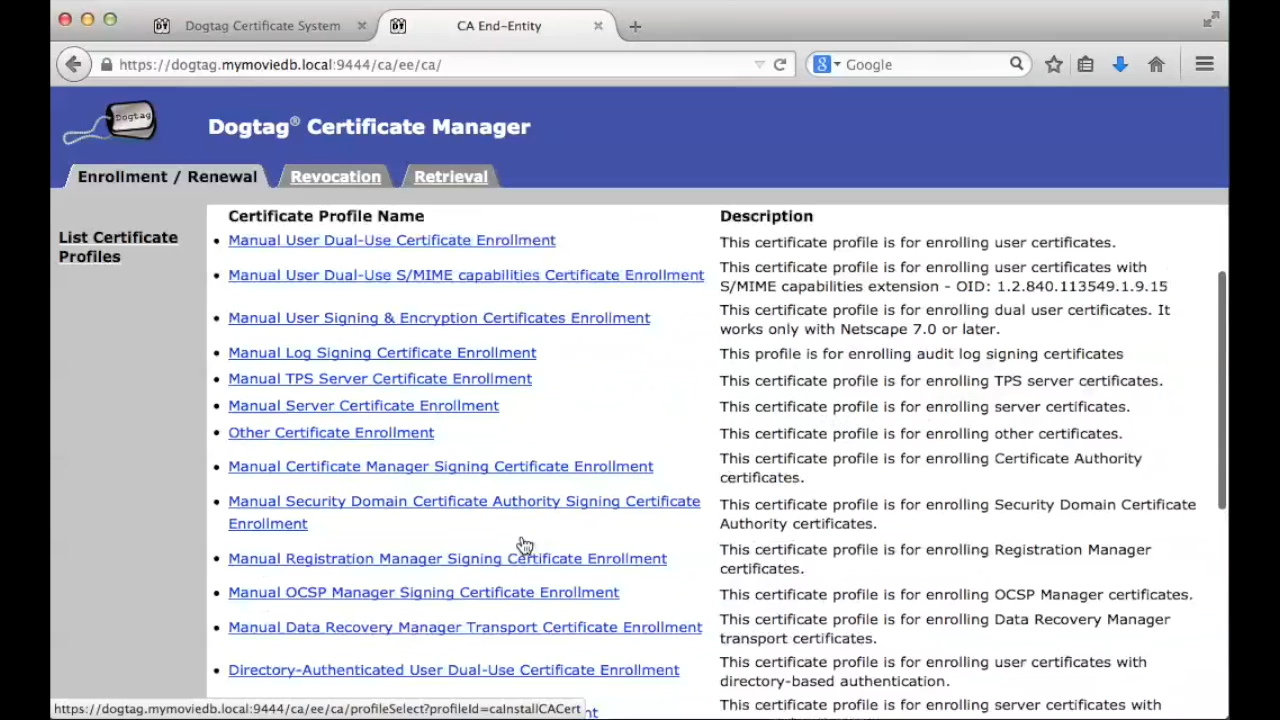 Dogtag Certificate System
CA End-Entity
https://dogtag.mymoviedb.local:9444/ca/ee/ca/
Google
Dogtag
Dogtag® Certificate Manager
Enrollment / Renewal
Revocation
Retrieval
List Certificate
Profiles
Certificate Profile Name
Description
Manual User Dual-Use Certificate Enrollment
This certificate profile is for enrolling user certificates.
Manual User Dual-Use S/MIME capabilities Certificate Enrollment
This certificate profile is for enrolling user certificates with
S/MIME capabilities extension - OID: 1.2.840.113549.1.9.15
Manual User Signing & Encryption Certificates Enrollment
This certificate profile is for enrolling dual user certificates. It
works only with Netscape 7.0 or later.
Manual Log Signing Certificate Enrollment
This profile is for enrolling audit log signing certificates
Manual TPS Server Certificate Enrollment
This certificate profile is for enrolling TPS server certificates.
Manual Server Certificate Enrollment
This certificate profile is for enrolling server certificates.
Other Certificate Enrollment
This certificate profile is for enrolling other certificates.
Manual Certificate Manager Signing Certificate Enrollment
This certificate profile is for enrolling Certificate Authority
certificates.
Manual Security Domain Certificate Authority Signing Certificate
Enrollment
This certificate profile is for enrolling Security Domain Certificate
Authority certificates.
Manual Registration Manager Signing Certificate Enrollment
This certificate profile is for enrolling Registration Manager
certificates.
Manual OCSP Manager Signing Certificate Enrollment
This certificate profile is for enrolling OCSP Manager certificates.
Manual Data Recovery Manager Transport Certificate Enrollment
This certificate profile is for enrolling Data Recovery Manager
transport certificates.
Directory-Authenticated User Dual-Use Certificate Enrollment
This certificate profile is for enrolling user certificates with
directory-based authentication.
This certificate profile is for enrolling server certificates with
https://dogtag.mymoviedb.local:9444/ca/ee/ca/profileSelect?profileId=caInstallCACert